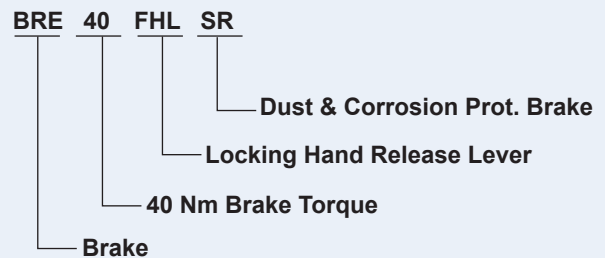 BRE 40 FHL SR
Dust & Corrosion Prot. Brake
Locking Hand Release Lever
40 Nm Brake Torque
Brake